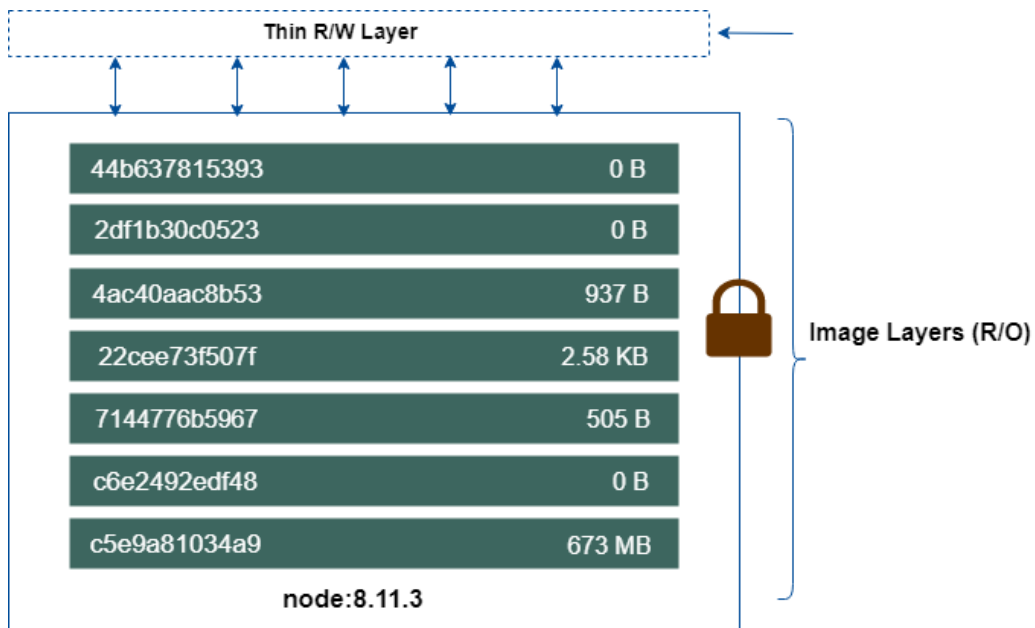 Thin R/W Layer
44b637815393 0 B
2df1b30c0523 0 B
4ac40aac8b53 937 B
22cee73f507f 2.58 KB
7144776b5967 505 B
c6e2492edf48 0 B
c5e9a81034a9 673 MB
node:8.11.3
Image Layers (R/O)